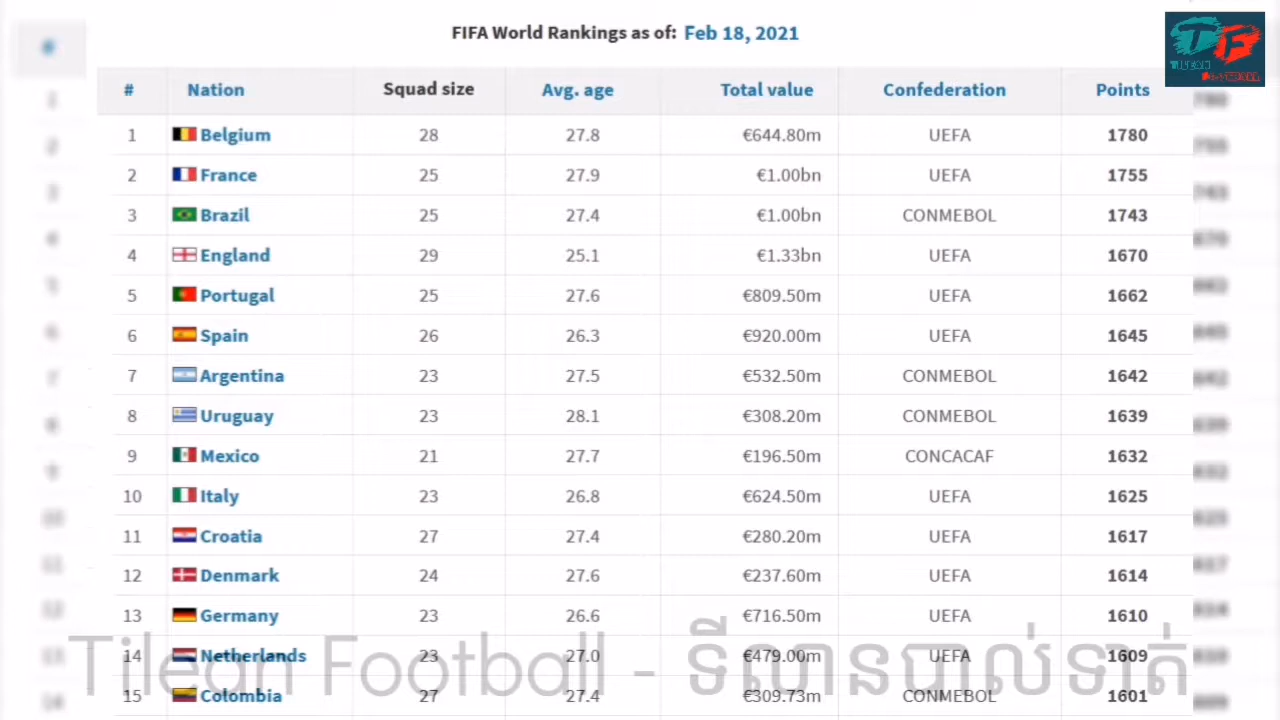 FIFA World Rankings as of: Feb 18, 2021
TF
# Nation Squad size Avg. age Total value Confederation Points
1 Belgium 28 27.8 €644.80m UEFA 1780
2 France 25 27.9 €1.00bn UEFA 1755
3 Brazil 25 27.4 €1.00bn CONMEBOL 1743
4 England 29 25.1 €1.33bn UEFA 1670
5 Portugal 25 27.6 €809.50m UEFA 1662
6 Spain 26 26.3 €920.00m UEFA 1645
7 Argentina 23 27.5 €532.50m CONMEBOL 1642
8 Uruguay 23 28.1 €308.20m CONMEBOL 1639
9 Mexico 21 27.7 €196.50m CONCACAF 1632
10 Italy 23 26.8 €624.50m UEFA 1625
11 Croatia 27 27.4 €280.20m UEFA 1617
12 Denmark 24 27.6 €237.60m UEFA 1614
13 Germany 23 26.6 €716.50m UEFA 1610
14 Netherlands 23 27.0 €479.00m UEFA 1609
Tilean Football - ទីលានបាល់ទាត់
15 Colombia 27 27.4 €309.73m CONMEBOL 1601